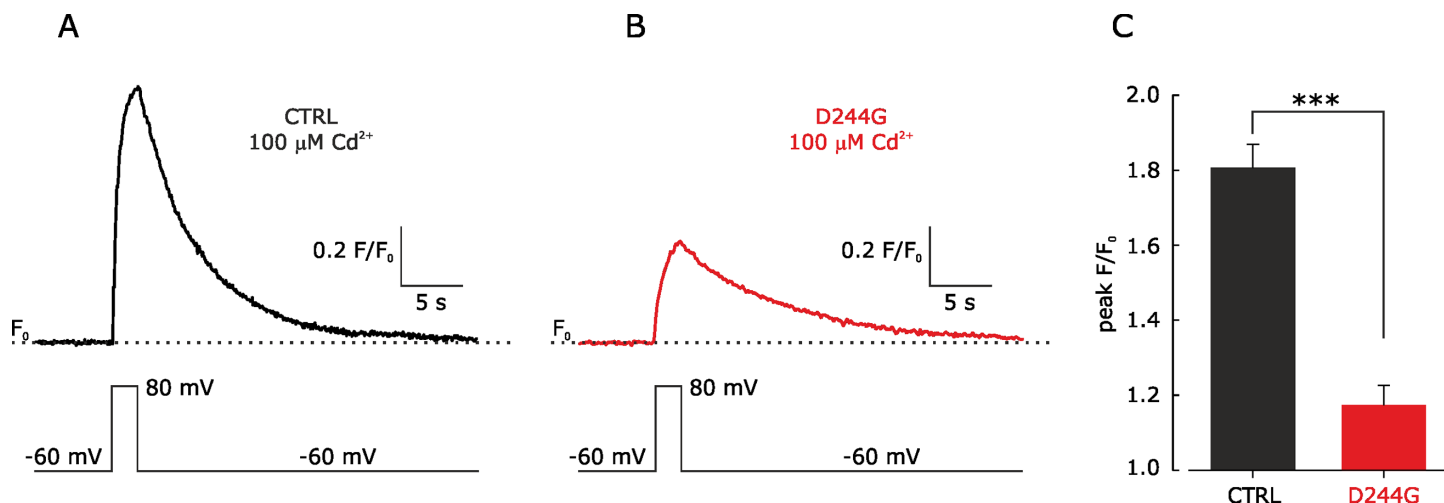 A
CTRL
100 μM Cd²⁺
0.2 F/F₀
5 s
F₀
80 mV
-60 mV
-60 mV
B
D244G
100 μM Cd²⁺
0.2 F/F₀
5 s
F₀
80 mV
-60 mV
-60 mV
C
***
peak F/F₀
2.0
1.8
1.6
1.4
1.2
1.0
CTRL
D244G